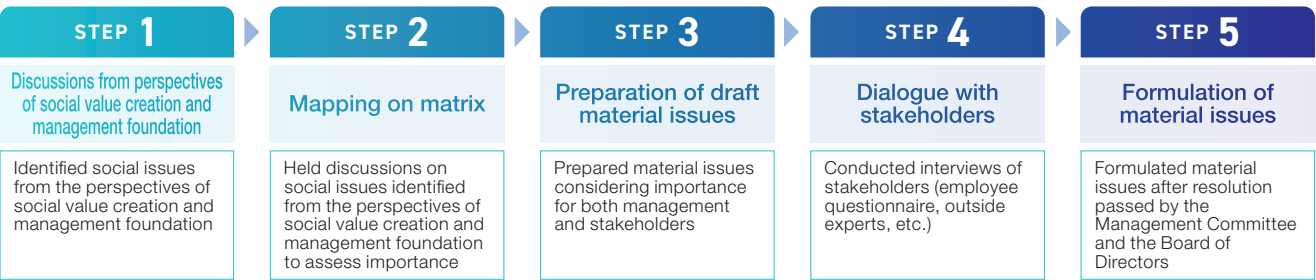 STEP 1
Discussions from perspectives
of social value creation and
management foundation
Identified social issues
from the perspectives of
social value creation and
management foundation
STEP 2
Mapping on matrix
Held discussions on
social issues identified
from the perspectives of
social value creation and
management foundation
to assess importance
STEP 3
Preparation of draft
material issues
Prepared material issues
considering importance
for both management
and stakeholders
STEP 4
Dialogue with
stakeholders
Conducted interviews of
stakeholders (employee
questionnaire, outside
experts, etc.)
STEP 5
Formulation of
material issues
Formulated material
issues after resolution
passed by the
Management Committee
and the Board of
Directors